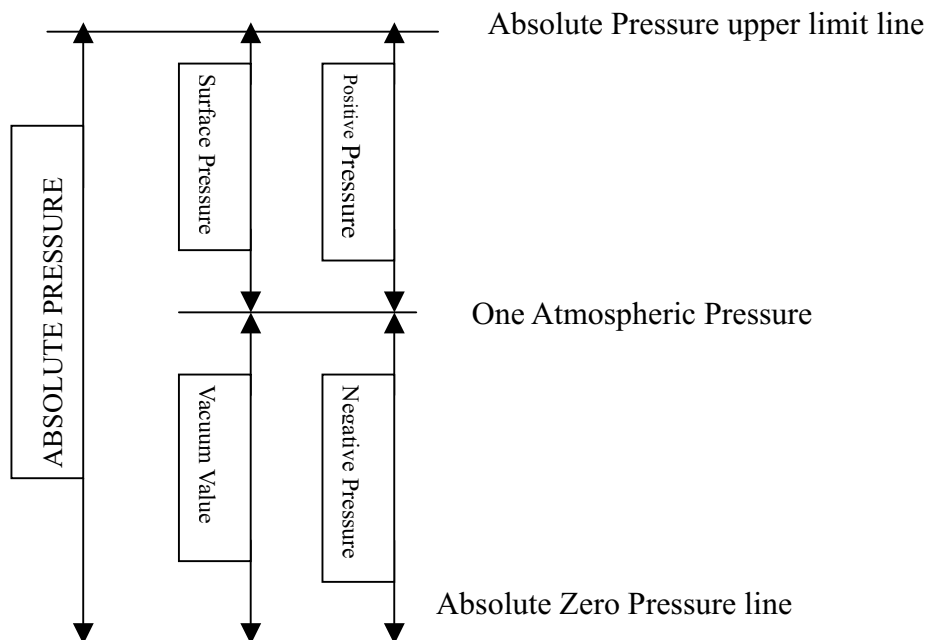 Absolute Pressure upper limit line
Surface Pressure
Positive Pressure
ABSOLUTE PRESSURE
One Atmospheric Pressure
Vacuum Value
Negative Pressure
Absolute Zero Pressure line